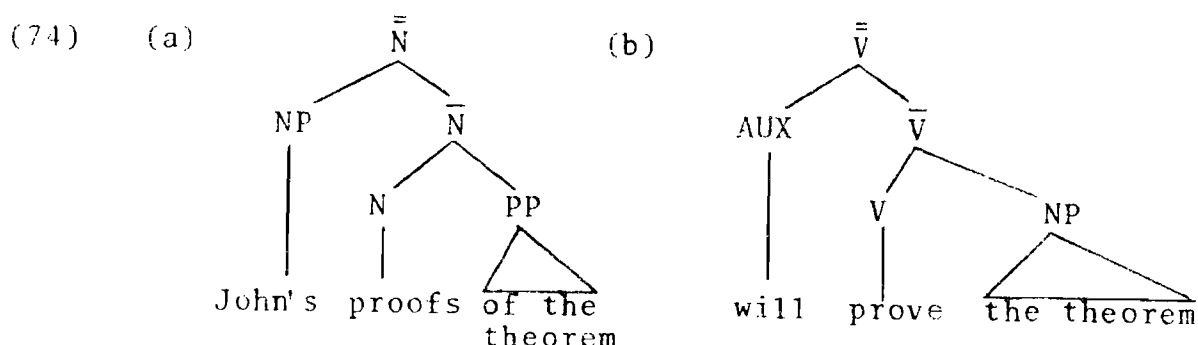 (74) (a) N̿ (b) V̿
NP N̅ AUX V̅
N PP V NP
John's proofs of the will prove the theorem
theorem